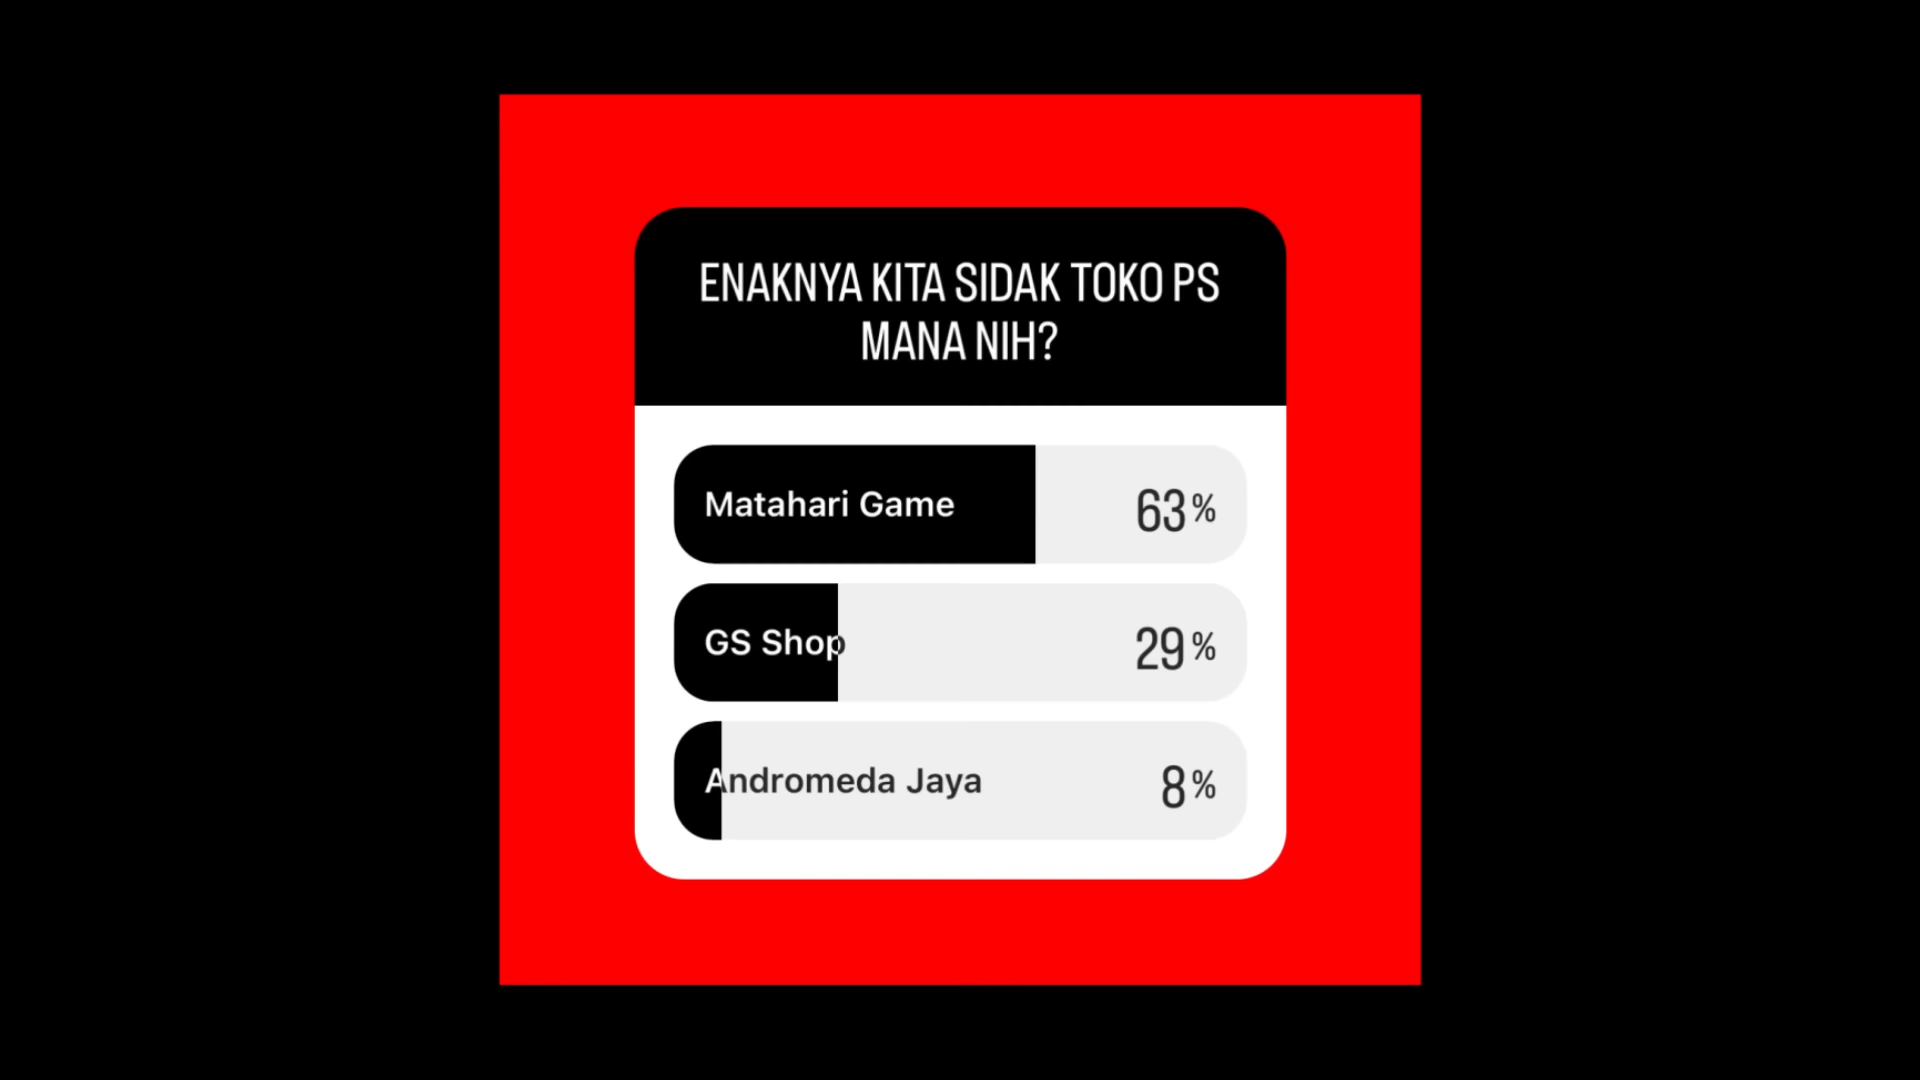 ENAKNYA KITA SIDAK TOKO PS
MANA NIH?
Matahari Game 63%
GS Shop 29%
Andromeda Jaya 8%